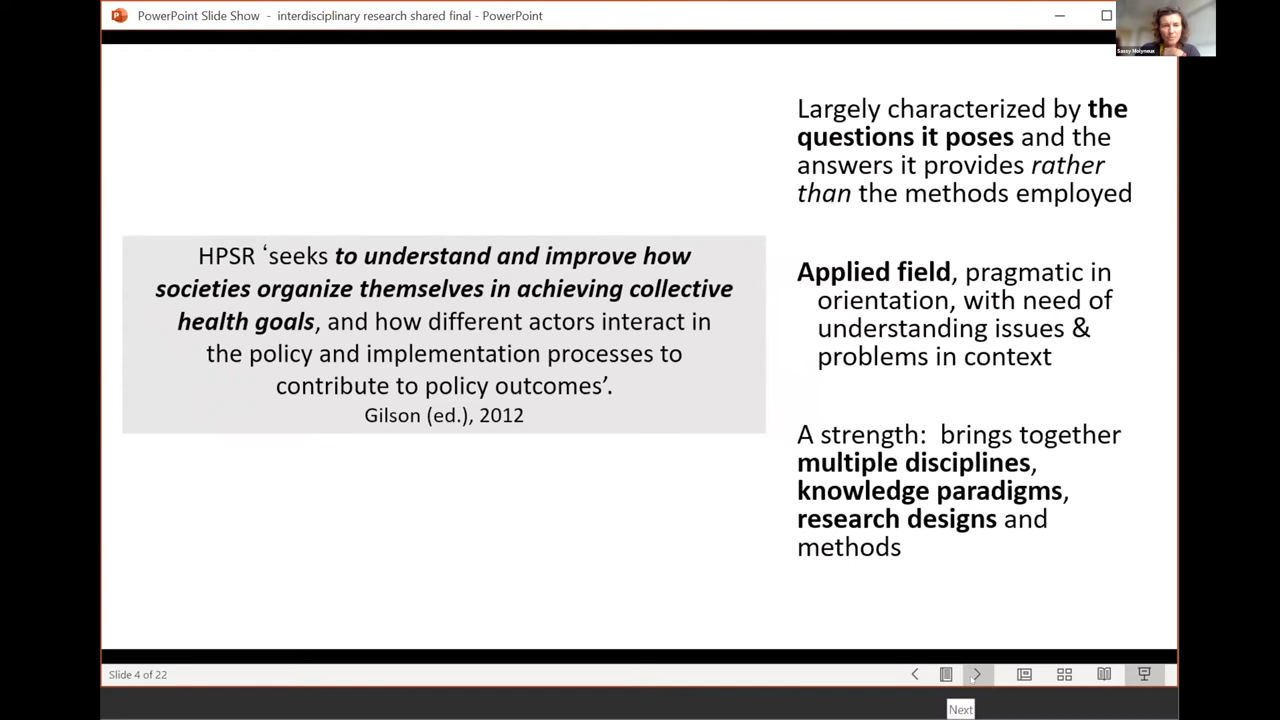 PowerPoint Slide Show - interdisciplinary research shared final - PowerPoint
Sassy Molyneux
Largely characterized by the
questions it poses and the
answers it provides rather
than the methods employed
HPSR ‘seeks to understand and improve how
societies organize themselves in achieving collective
health goals, and how different actors interact in
the policy and implementation processes to
contribute to policy outcomes’.
Gilson (ed.), 2012
Applied field, pragmatic in
orientation, with need of
understanding issues &
problems in context
A strength: brings together
multiple disciplines,
knowledge paradigms,
research designs and
methods
Slide 4 of 22
Next